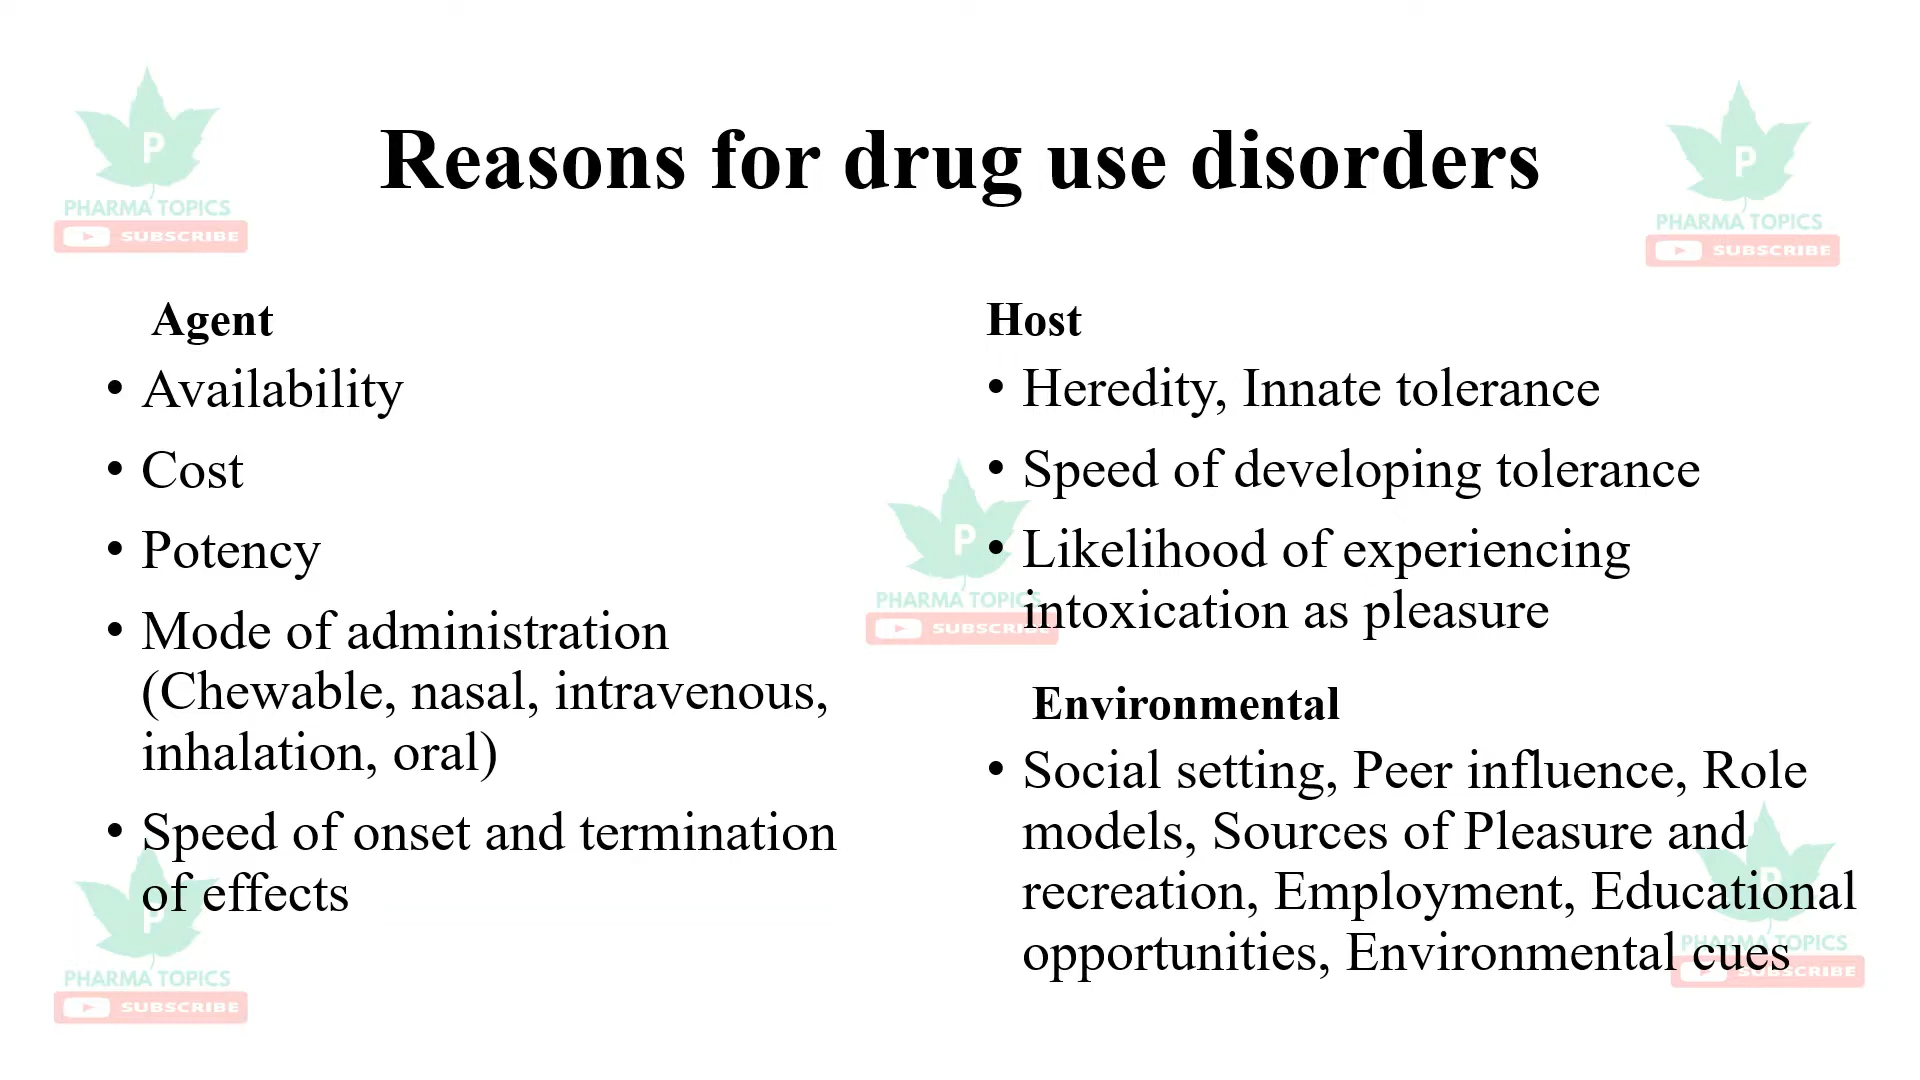 Reasons for drug use disorders
P
PHARMA TOPICS
SUBSCRIBE
P
PHARMA TOPICS
SUBSCRIBE
Agent
• Availability
• Cost
• Potency
• Mode of administration
(Chewable, nasal, intravenous,
inhalation, oral)
• Speed of onset and termination
of effects
Host
• Heredity, Innate tolerance
• Speed of developing tolerance
• Likelihood of experiencing
intoxication as pleasure
Environmental
• Social setting, Peer influence, Role
models, Sources of Pleasure and
recreation, Employment, Educational
opportunities, Environmental cues
P
PHARMA TOPICS
SUBSCRIBE
P
PHARMA TOPICS
SUBSCRIBE
P
PHARMA TOPICS
SUBSCRIBE